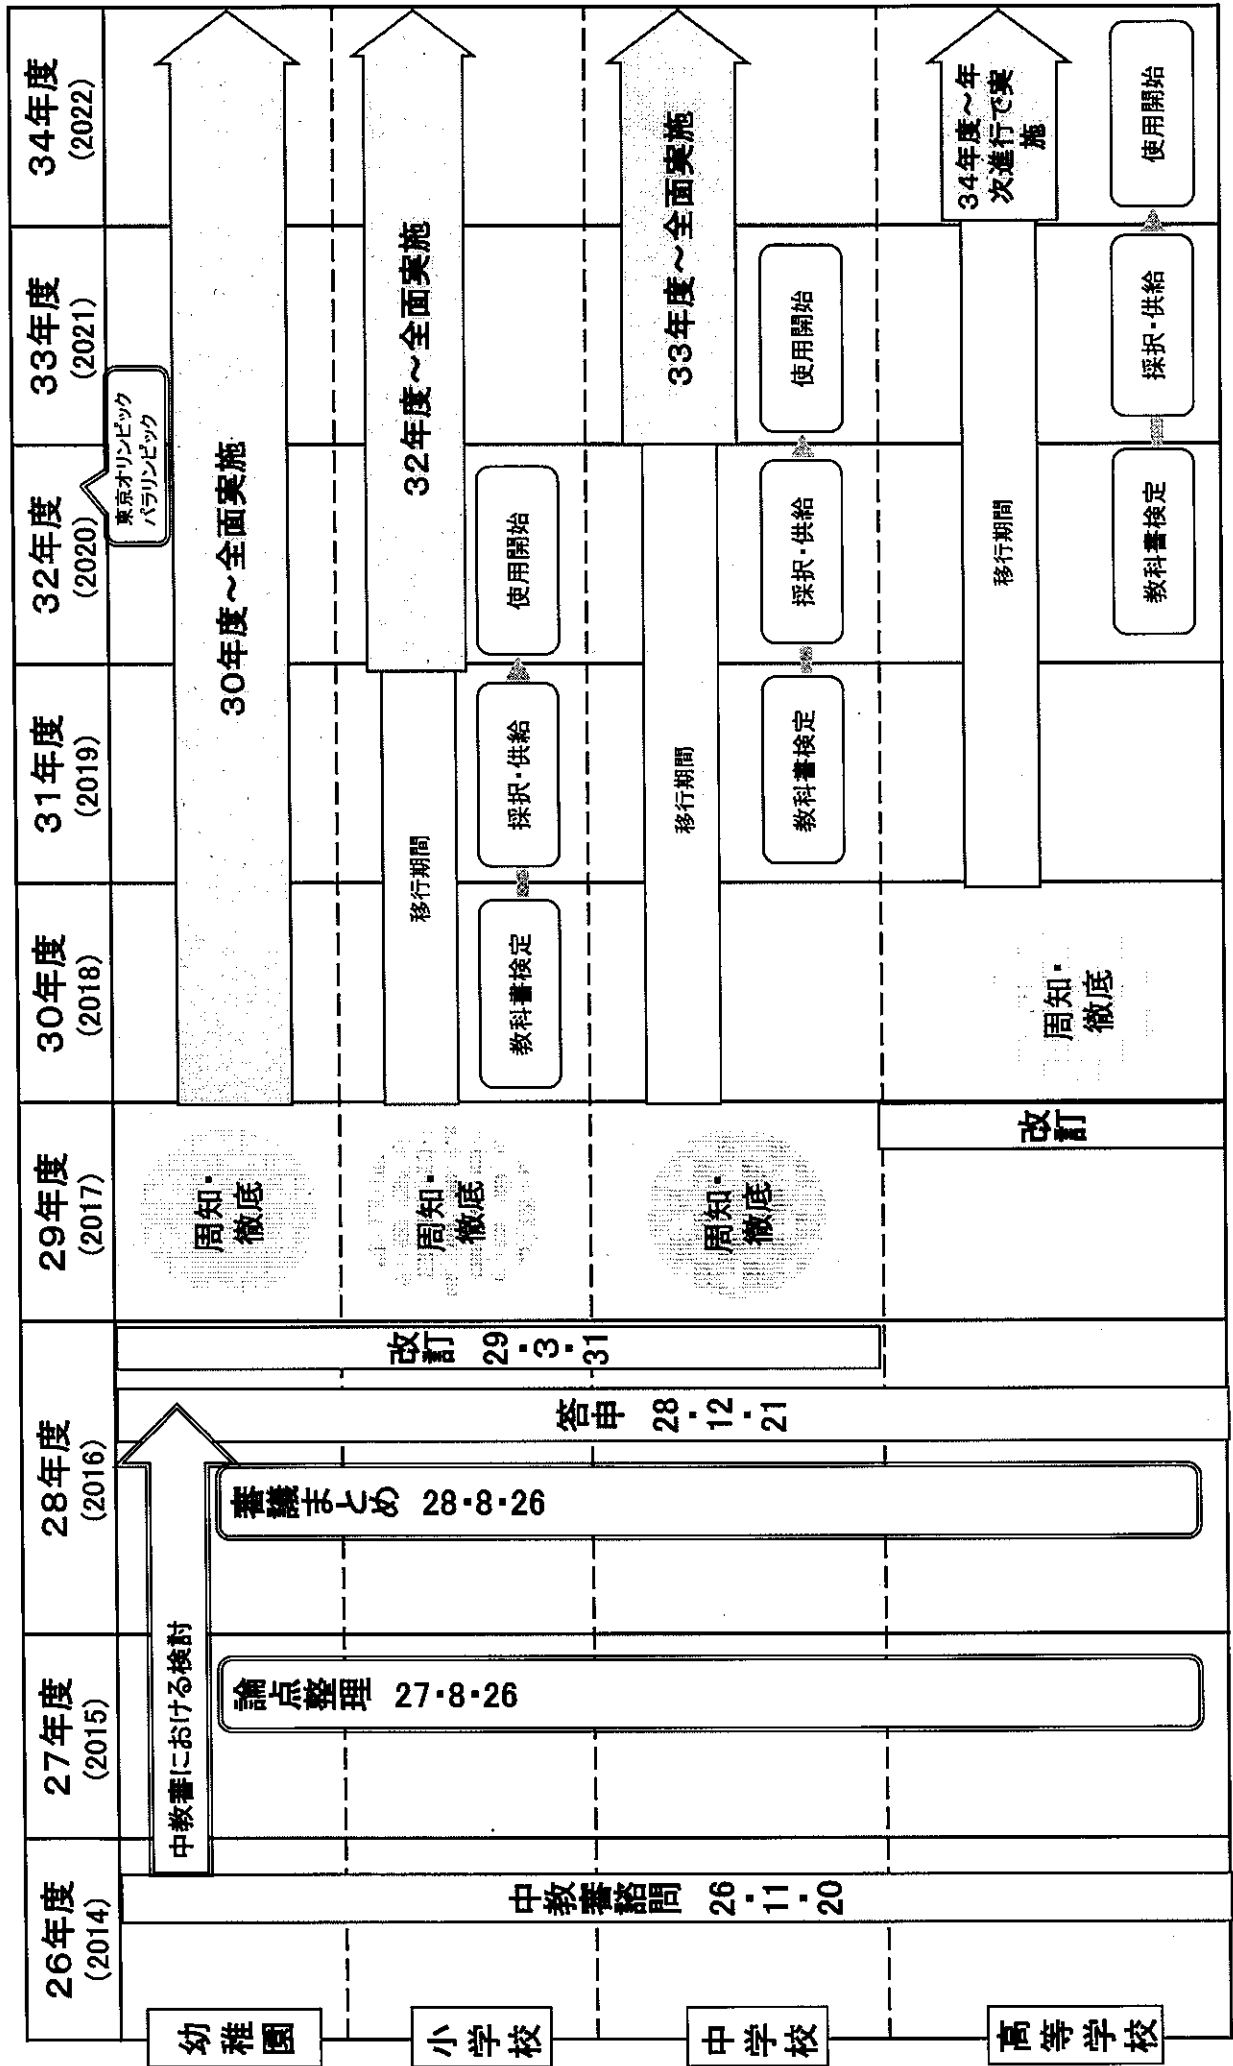 26年度
(2014)
27年度
(2015)
28年度
(2016)
29年度
(2017)
30年度
(2018)
31年度
(2019)
32年度
(2020)
33年度
(2021)
34年度
(2022)
東京オリンピック
パラリンピック
中教審諮問 26・11・20
中教審における検討
論点整理 27・8・26
審議まとめ 28・8・26
答申 28・12・21
改訂 29・3・31
幼稚園
周知・
徹底
30年度～全面実施
小学校
周知・
徹底
移行期間
32年度～全面実施
教科書検定
採択・供給
使用開始
中学校
周知・
徹底
移行期間
33年度～全面実施
教科書検定
採択・供給
使用開始
高等学校
改訂
周知・
徹底
移行期間
34年度～年
次進行で実
施
教科書検定
採択・供給
使用開始